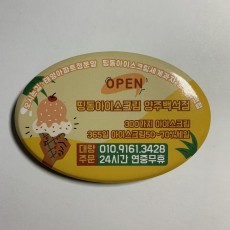 OPEN
띵동아이스크림 양주백석점
300가지 아이스크림
365일 아이스크림50~70%세일
대량 010.9161.3428
주문 24시간 연중무휴